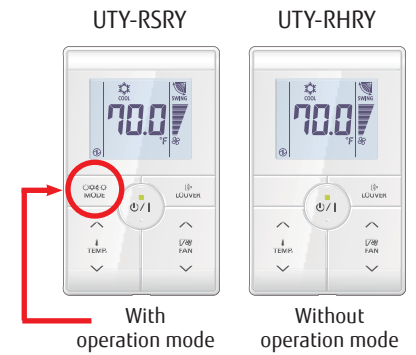 UTY-RSRY
UTY-RHRY
COOL
SWING
70.0
°F
MODE
LOUVER
TEMP.
FAN
COOL
SWING
70.0
°F
LOUVER
TEMP.
FAN
With
operation mode
Without
operation mode